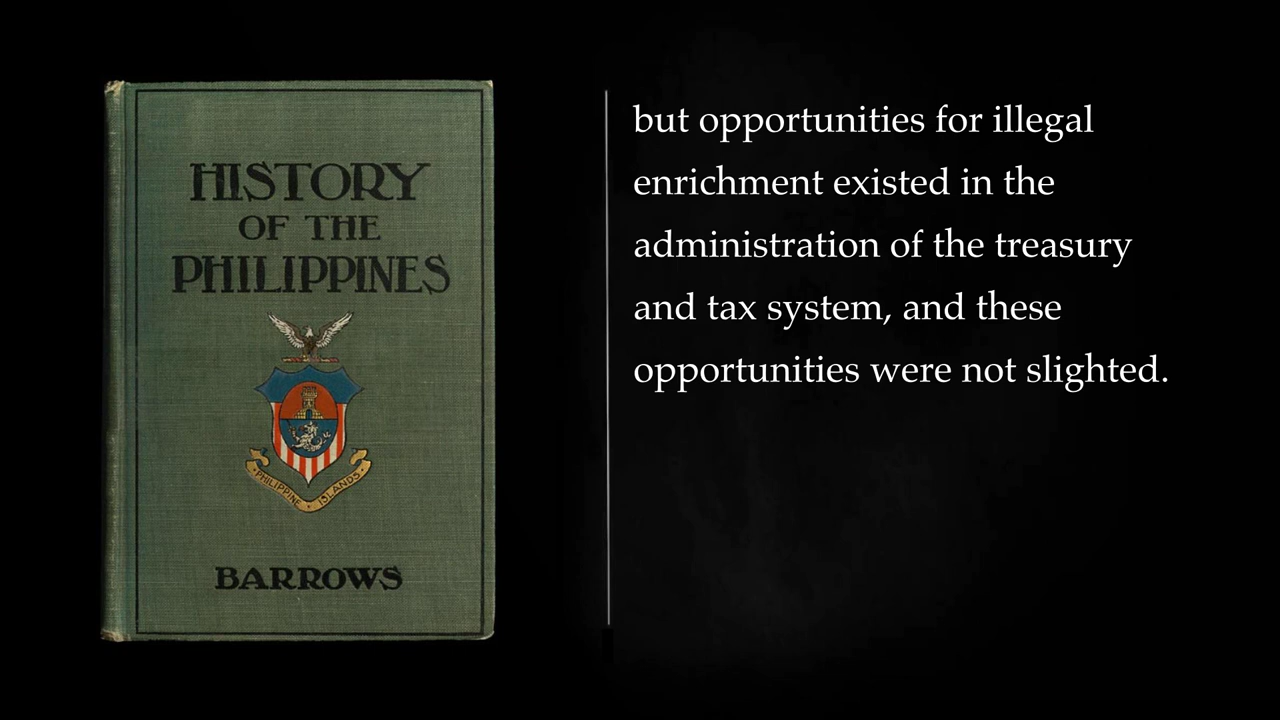 HISTORY
OF THE
PHILIPPINES
PHILIPPINE ISLANDS
BARROWS
but opportunities for illegal
enrichment existed in the
administration of the treasury
and tax system, and these
opportunities were not slighted.